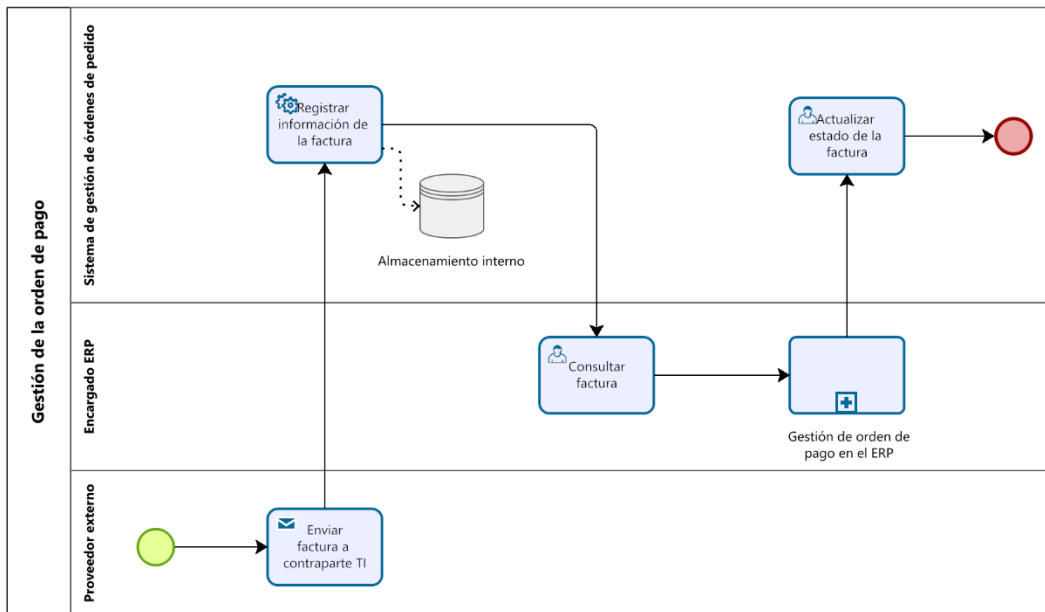 Gestión de la orden de pago
Sistema de gestión de órdenes de pedido
Registrar
información de
la factura
Almacenamiento interno
Actualizar
estado de la
factura
Encargado ERP
Consultar
factura
Gestión de orden de
pago en el ERP
Proveedor externo
Enviar
factura a
contraparte TI